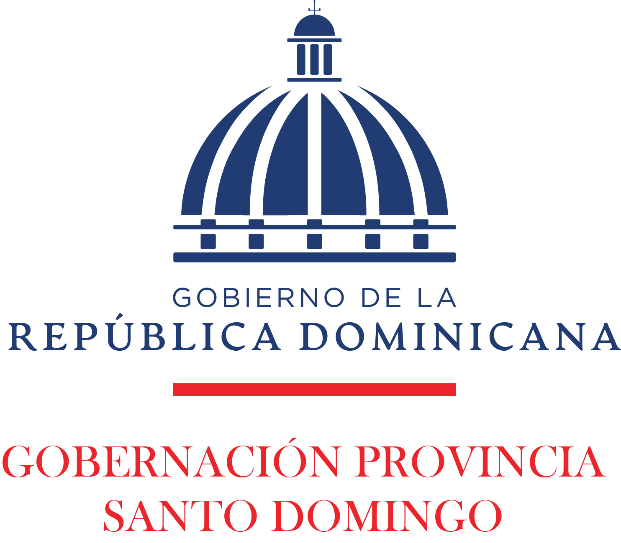 GOBIERNO DE LA
REPÚBLICA DOMINICANA
GOBERNACIÓN PROVINCIA
SANTO DOMINGO